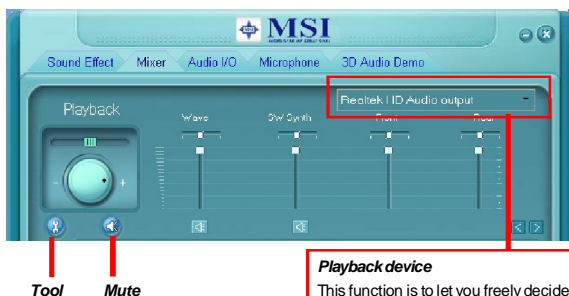 MSI
Sound Effect Mixer Audio I/O Microphone 3D Audio Demo
Realtek HD Audio output
Playback
Wave SW Synth Front Rear
- +
< >
Playback device
This function is to let you freely decide
Tool Mute